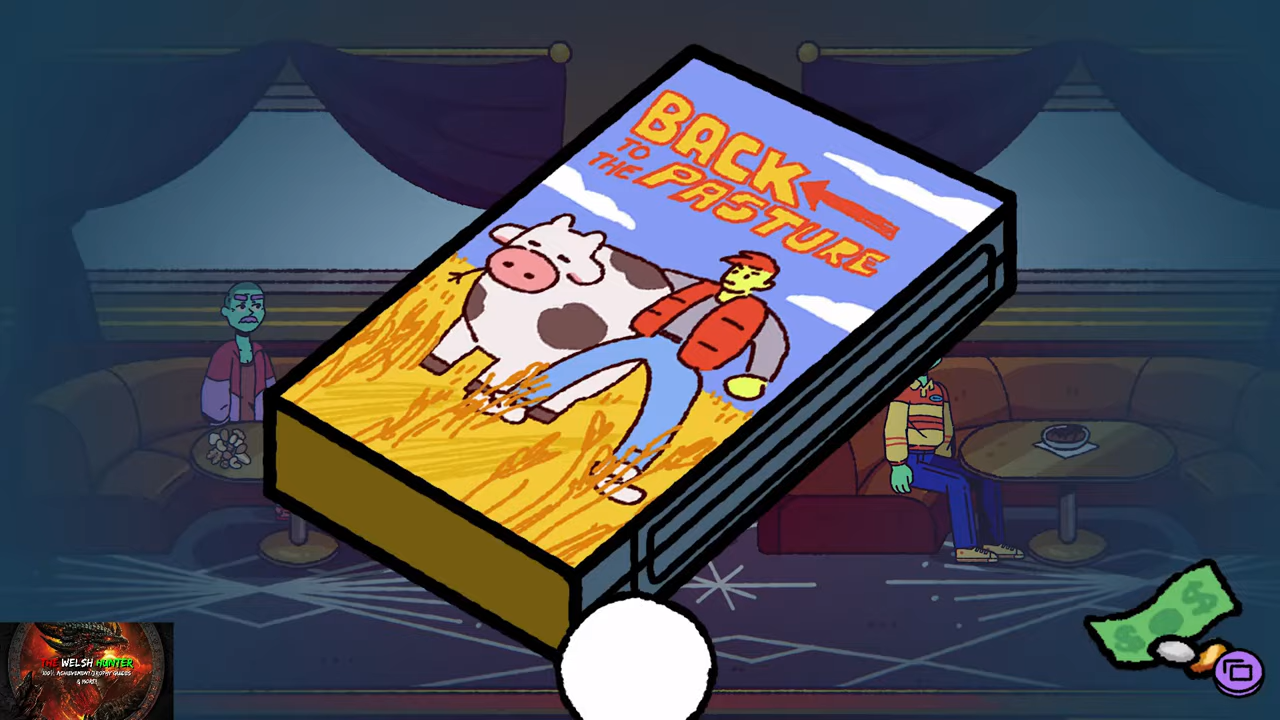 BACK
TO
THE PASTURE
THE WELSH HUNTER
100% ACHIEVEMENT/TROPHY GUIDES
& MORE!